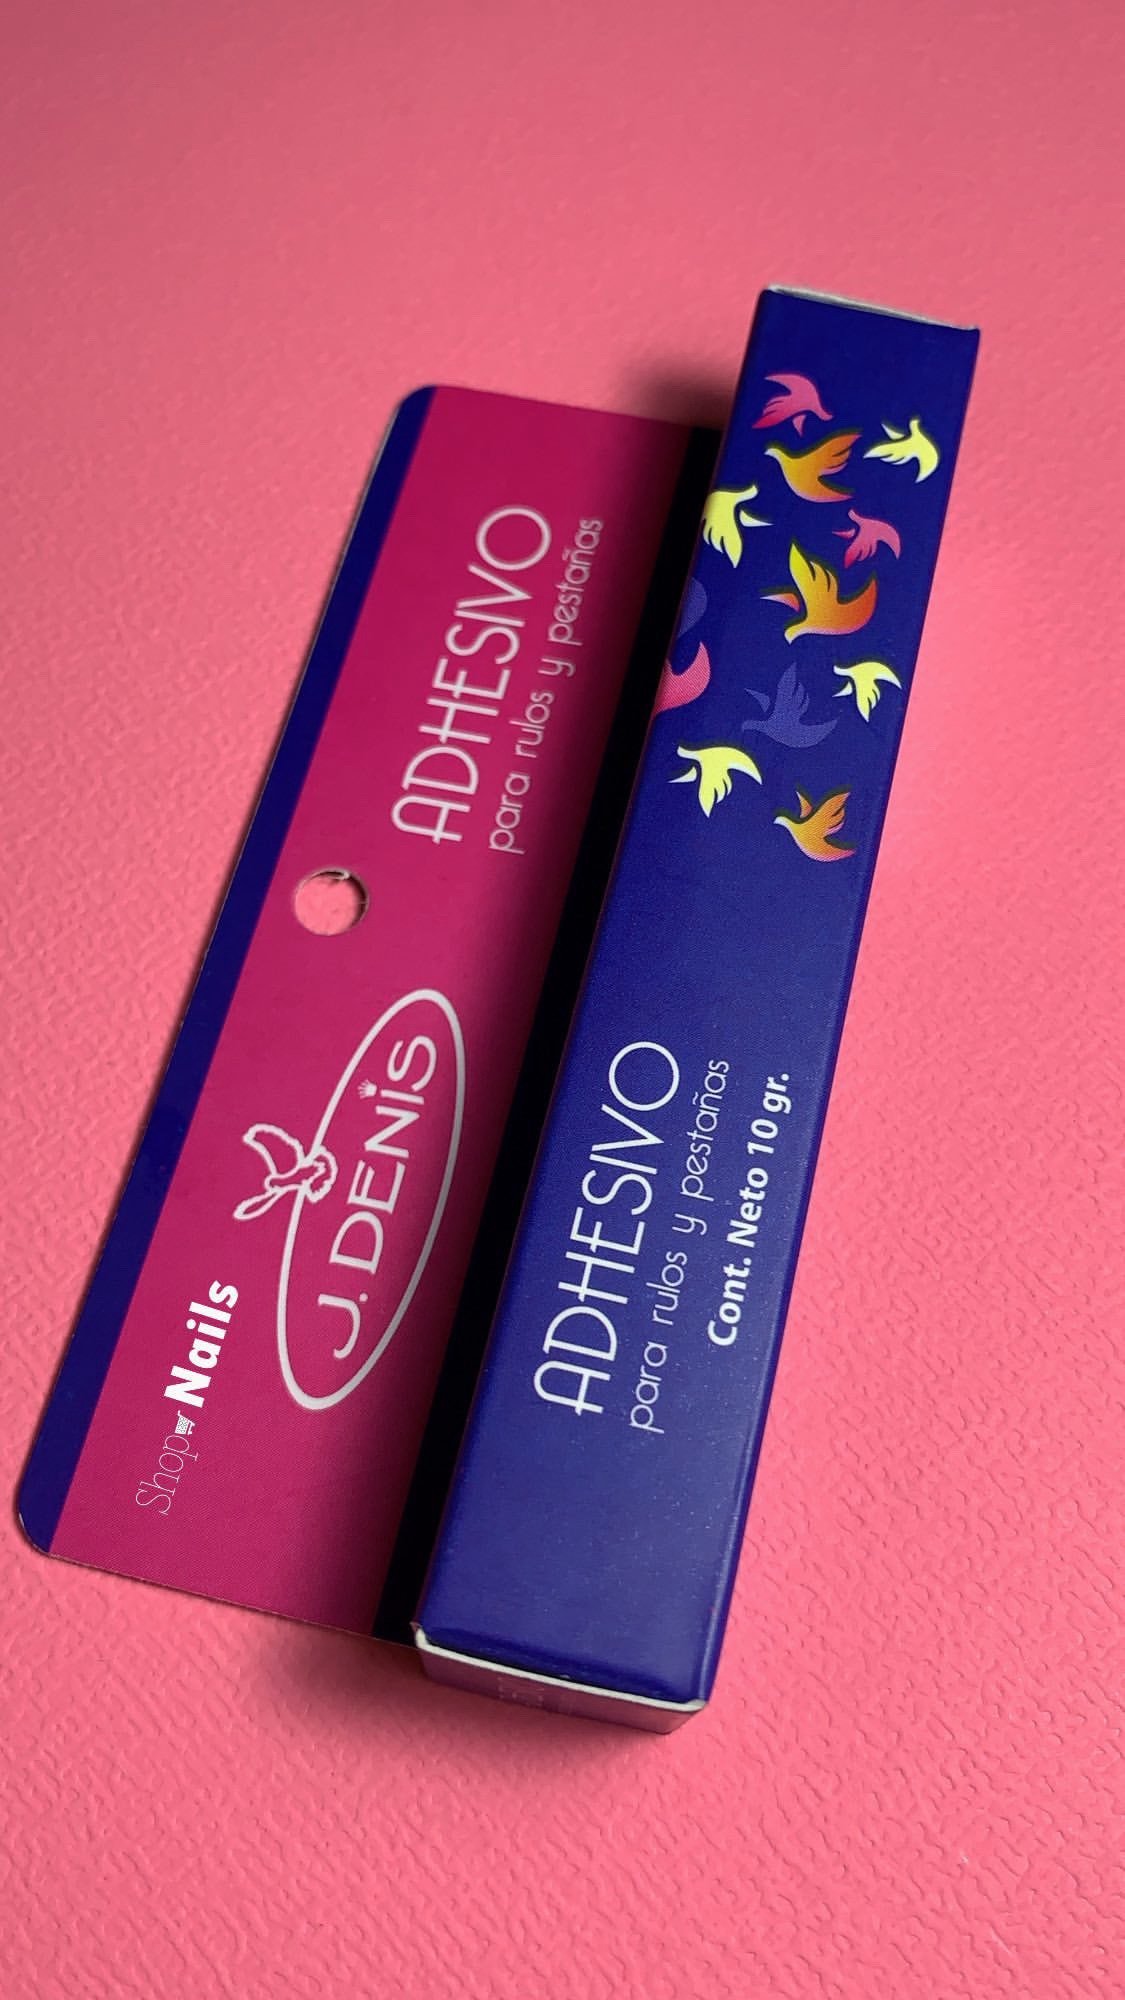 Shop Nails
J. DENIS
ADHESIVO
para rulos y pestañas
ADHESIVO
para rulos y pestañas
Cont. Neto 10 gr.